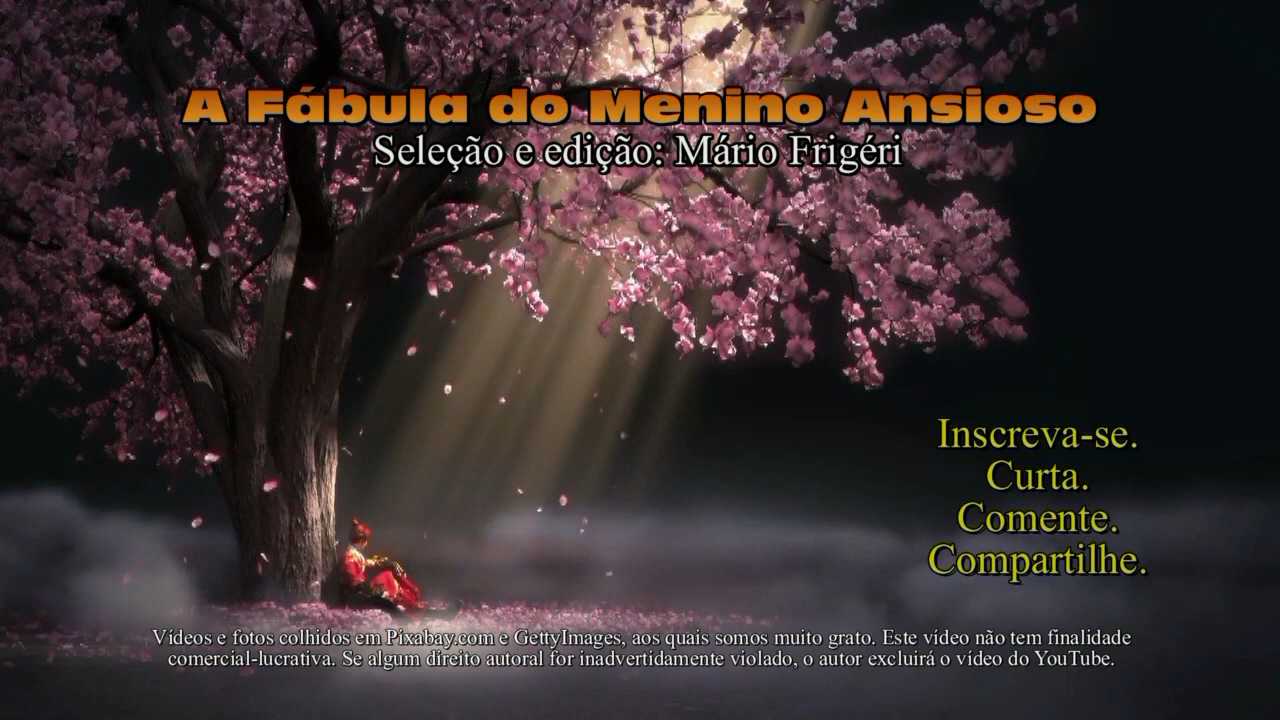 A Fábula do Menino Ansioso
Seleção e edição: Mário Frigéri
Inscreva-se.
Curta.
Comente.
Compartilhe.
Vídeos e fotos colhidos em Pixabay.com e GettyImages, aos quais somos muito grato. Este vídeo não tem finalidade
comercial-lucrativa. Se algum direito autoral for inadvertidamente violado, o autor excluirá o vídeo do YouTube.